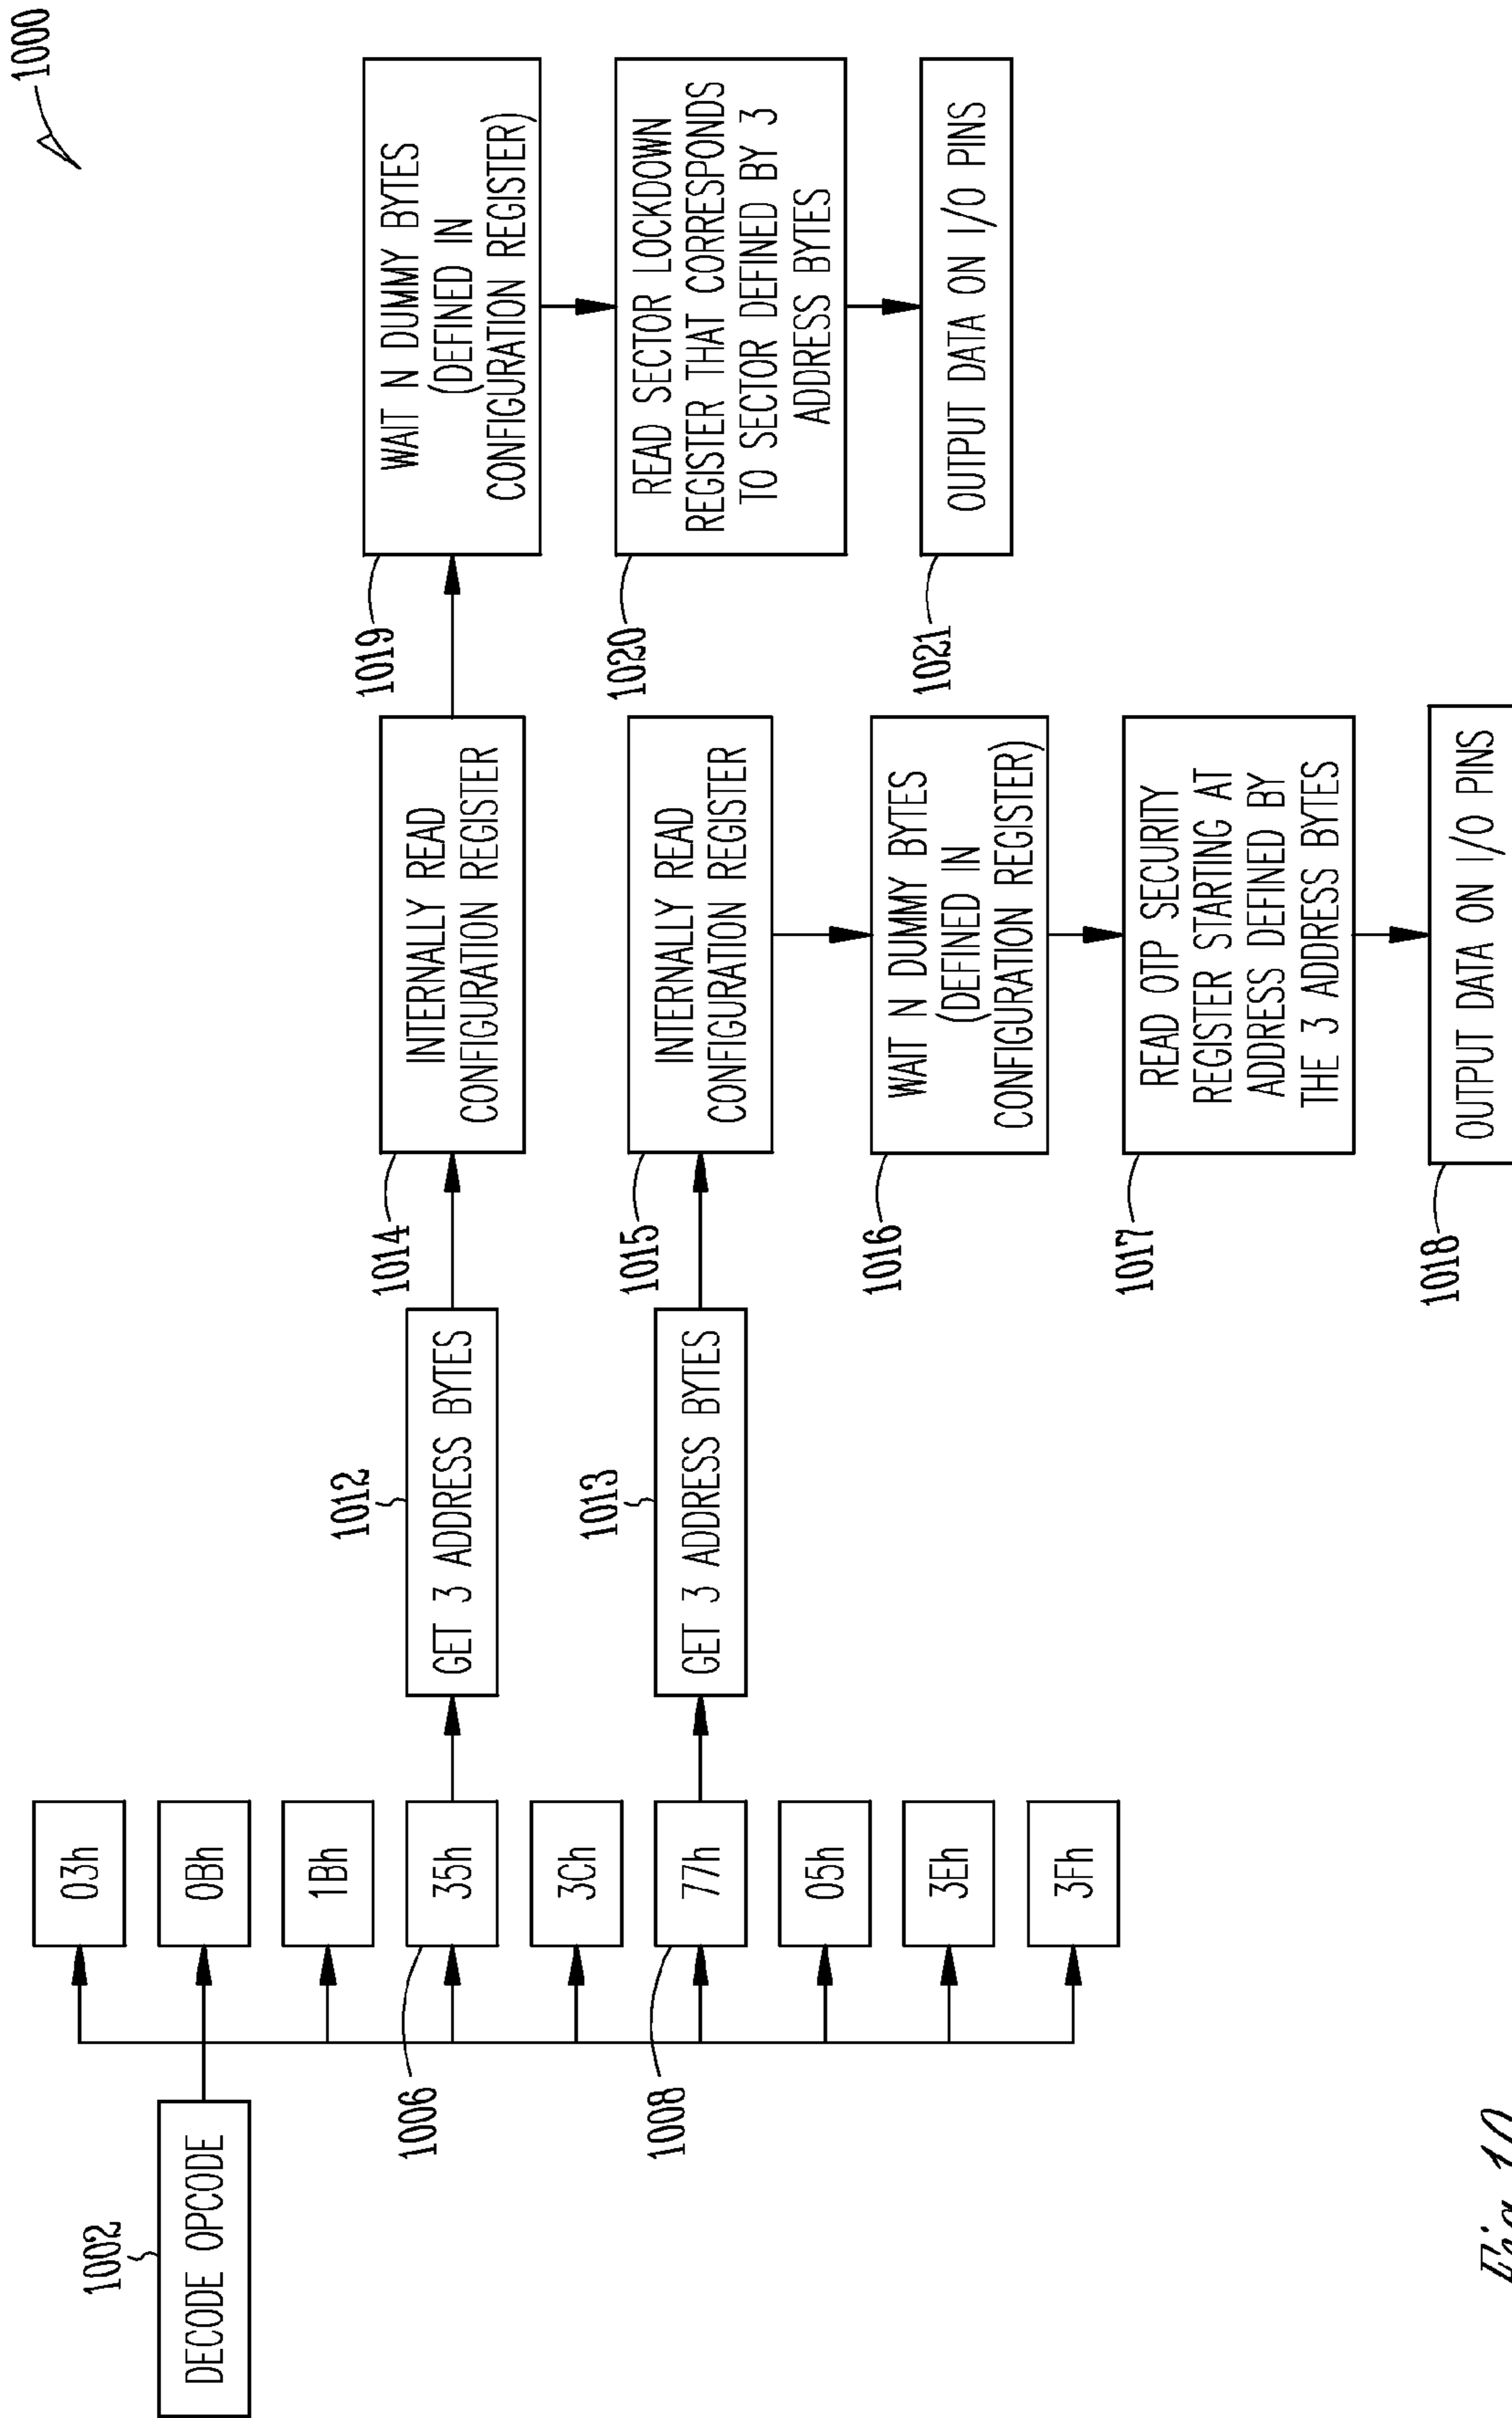 1000
1002
DECODE OPCODE
03h
0Bh
1Bh
35h
3Ch
77h
05h
3Eh
3Fh
1006
1008
1012
GET 3 ADDRESS BYTES
1013
GET 3 ADDRESS BYTES
1014
INTERNALLY READ
CONFIGURATION REGISTER
1015
INTERNALLY READ
CONFIGURATION REGISTER
1016
WAIT N DUMMY BYTES
(DEFINED IN
CONFIGURATION REGISTER)
1017
READ OTP SECURITY
REGISTER STARTING AT
ADDRESS DEFINED BY
THE 3 ADDRESS BYTES
1018
OUTPUT DATA ON I/O PINS
1019
WAIT N DUMMY BYTES
(DEFINED IN
CONFIGURATION REGISTER)
1020
READ SECTOR LOCKDOWN
REGISTER THAT CORRESPONDS
TO SECTOR DEFINED BY 3
ADDRESS BYTES
1021
OUTPUT DATA ON I/O PINS
Fig. 10